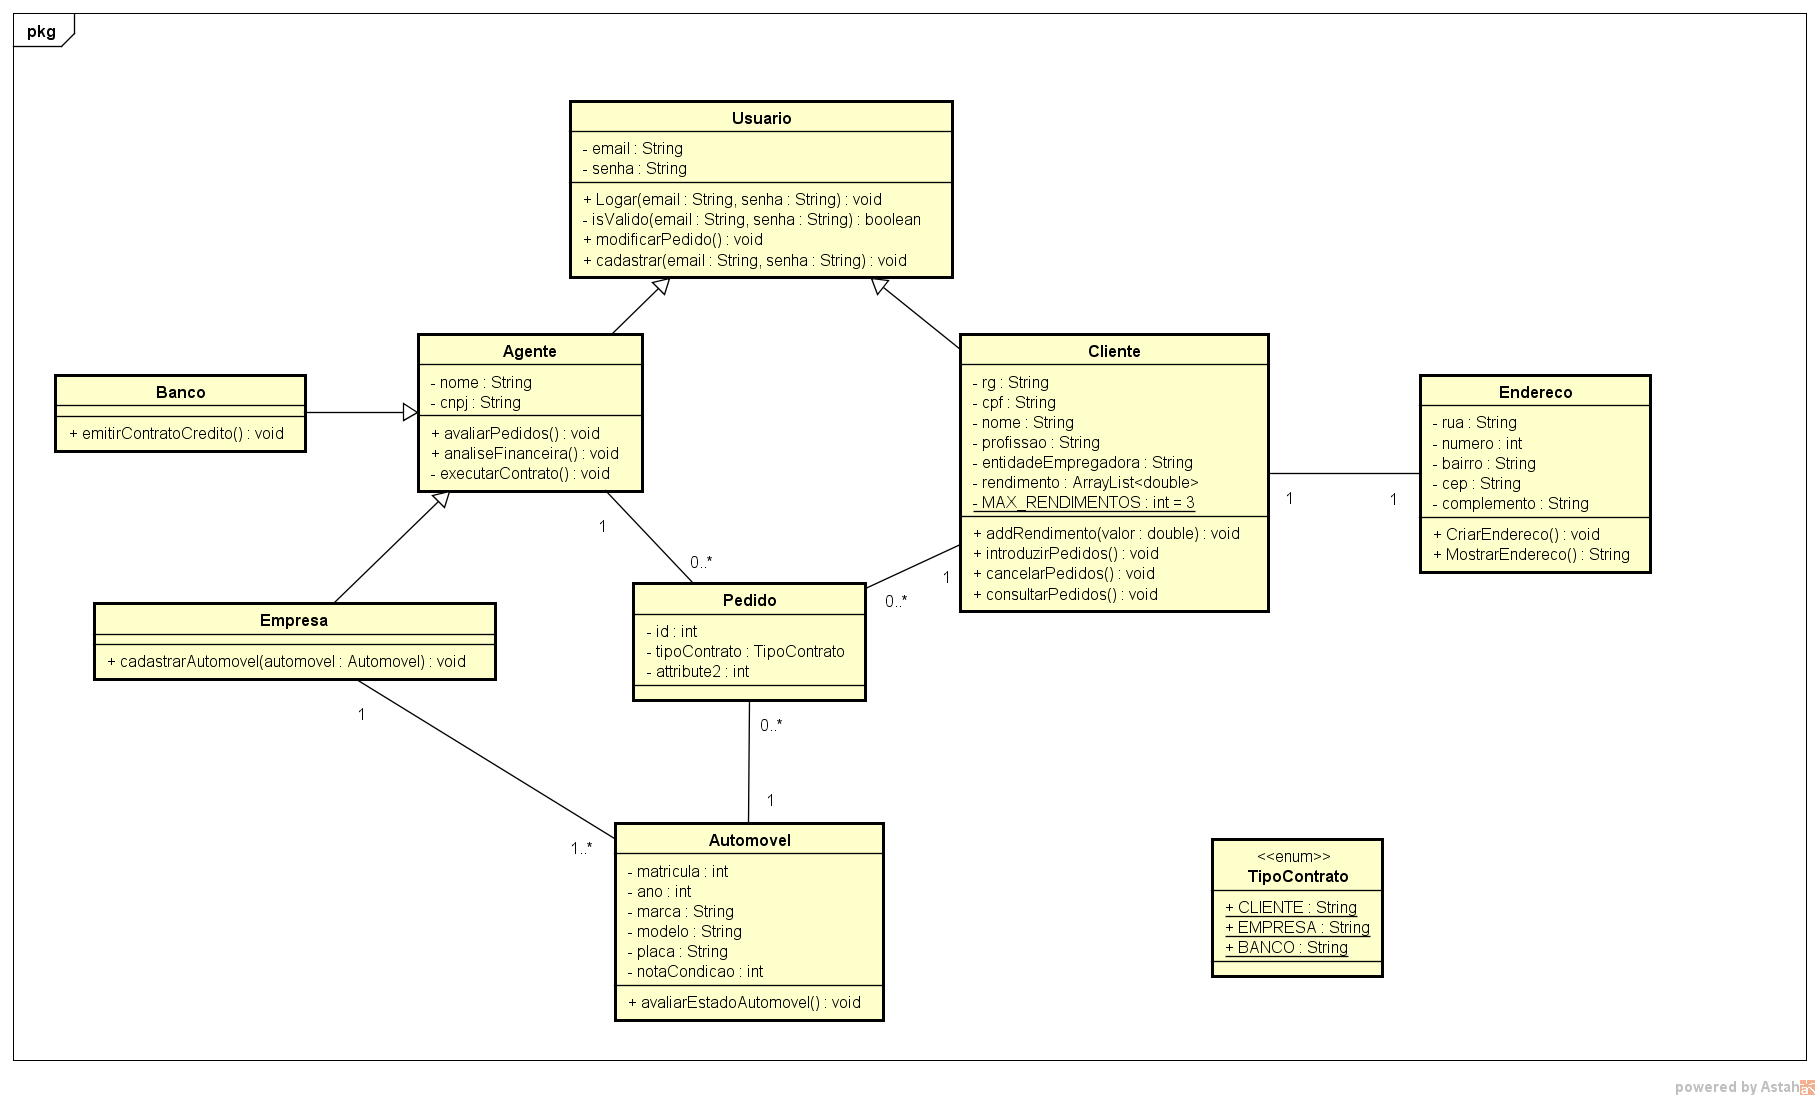 pkg
Usuario
- email : String
- senha : String
+ Logar(email : String, senha : String) : void
- isValido(email : String, senha : String) : boolean
+ modificarPedido() : void
+ cadastrar(email : String, senha : String) : void
Agente
- nome : String
- cnpj : String
+ avaliarPedidos() : void
+ analiseFinanceira() : void
- executarContrato() : void
Cliente
- rg : String
- cpf : String
- nome : String
- profissao : String
- entidadeEmpregadora : String
- rendimento : ArrayList<double>
- MAX_RENDIMENTOS : int = 3
+ addRendimento(valor : double) : void
+ introduzirPedidos() : void
+ cancelarPedidos() : void
+ consultarPedidos() : void
Banco
+ emitirContratoCredito() : void
Endereco
- rua : String
- numero : int
- bairro : String
- cep : String
- complemento : String
+ CriarEndereco() : void
+ MostrarEndereco() : String
1
1
1
0..*
1
0..*
Empresa
+ cadastrarAutomovel(automovel : Automovel) : void
Pedido
- id : int
- tipoContrato : TipoContrato
- attribute2 : int
1
0..*
1
1..*
Automovel
- matricula : int
- ano : int
- marca : String
- modelo : String
- placa : String
- notaCondicao : int
+ avaliarEstadoAutomovel() : void
<<enum>>
TipoContrato
+ CLIENTE : String
+ EMPRESA : String
+ BANCO : String
powered by Astah